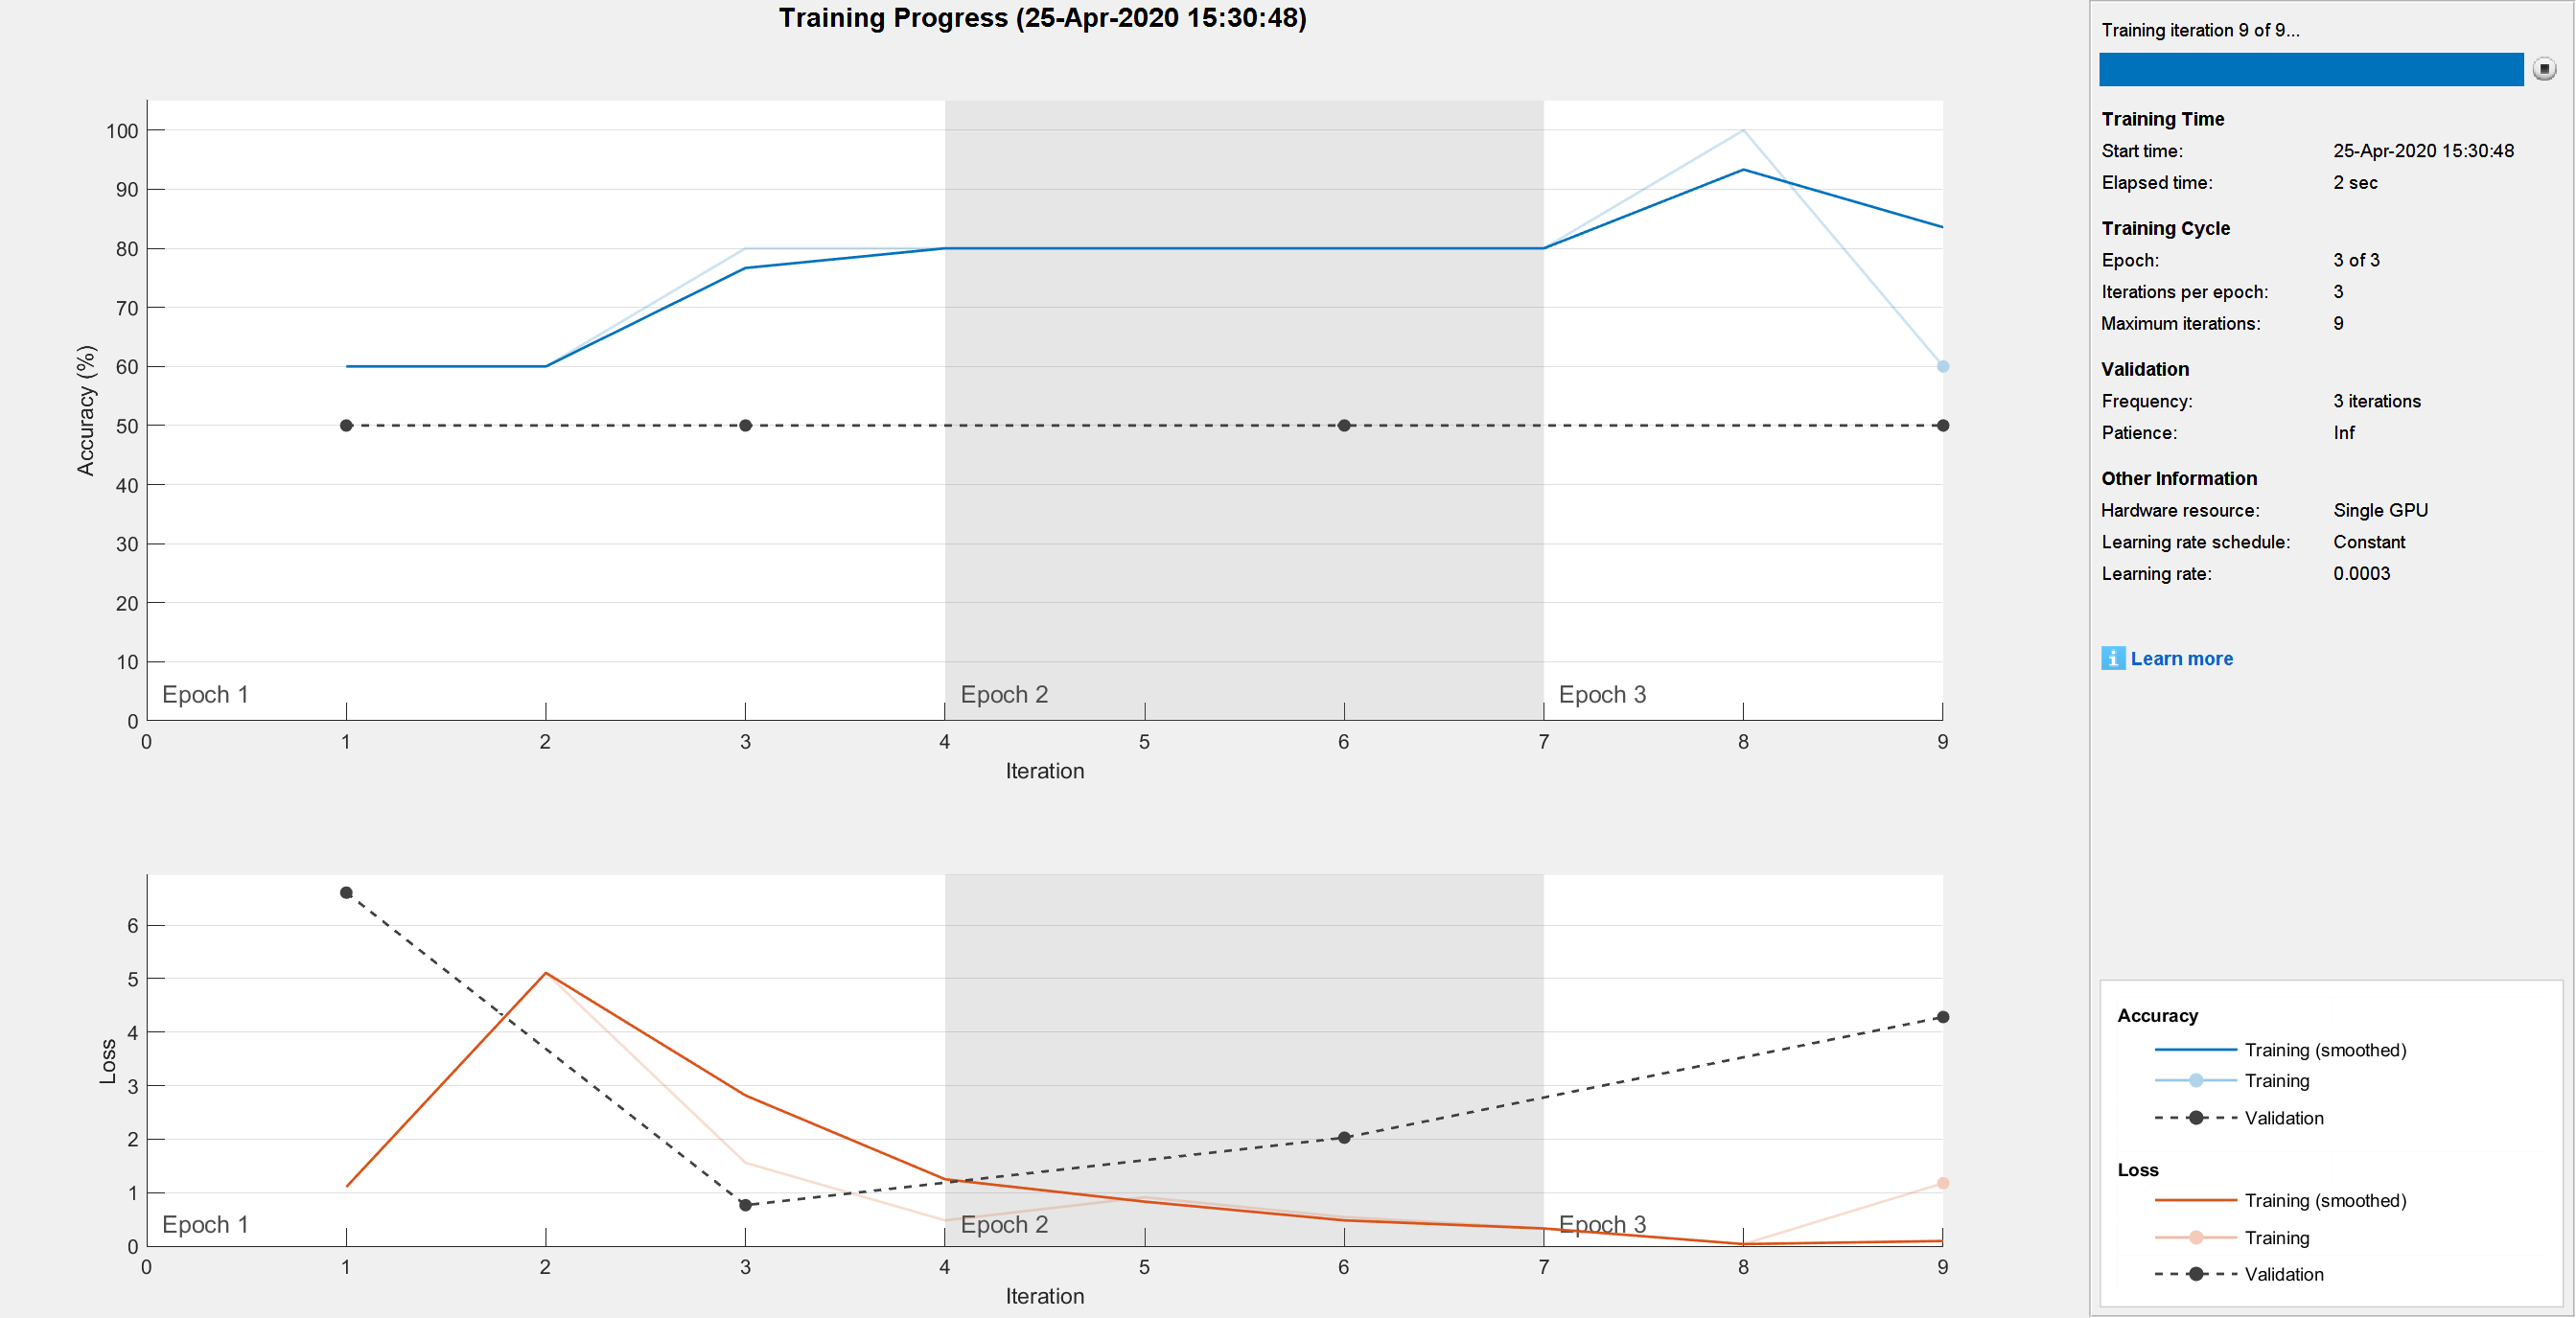 Training Progress (25-Apr-2020 15:30:48)
100
90
80
70
60
50
40
30
20
10
0
Accuracy (%)
Epoch 1
Epoch 2
Epoch 3
0 1 2 3 4 5 6 7 8 9
Iteration
6
5
4
3
2
1
0
Loss
Epoch 1
Epoch 2
Epoch 3
0 1 2 3 4 5 6 7 8 9
Iteration
Training iteration 9 of 9...
Training Time
Start time: 25-Apr-2020 15:30:48
Elapsed time: 2 sec
Training Cycle
Epoch: 3 of 3
Iterations per epoch: 3
Maximum iterations: 9
Validation
Frequency: 3 iterations
Patience: Inf
Other Information
Hardware resource: Single GPU
Learning rate schedule: Constant
Learning rate: 0.0003
i Learn more
Accuracy
Training (smoothed)
Training
Validation
Loss
Training (smoothed)
Training
Validation